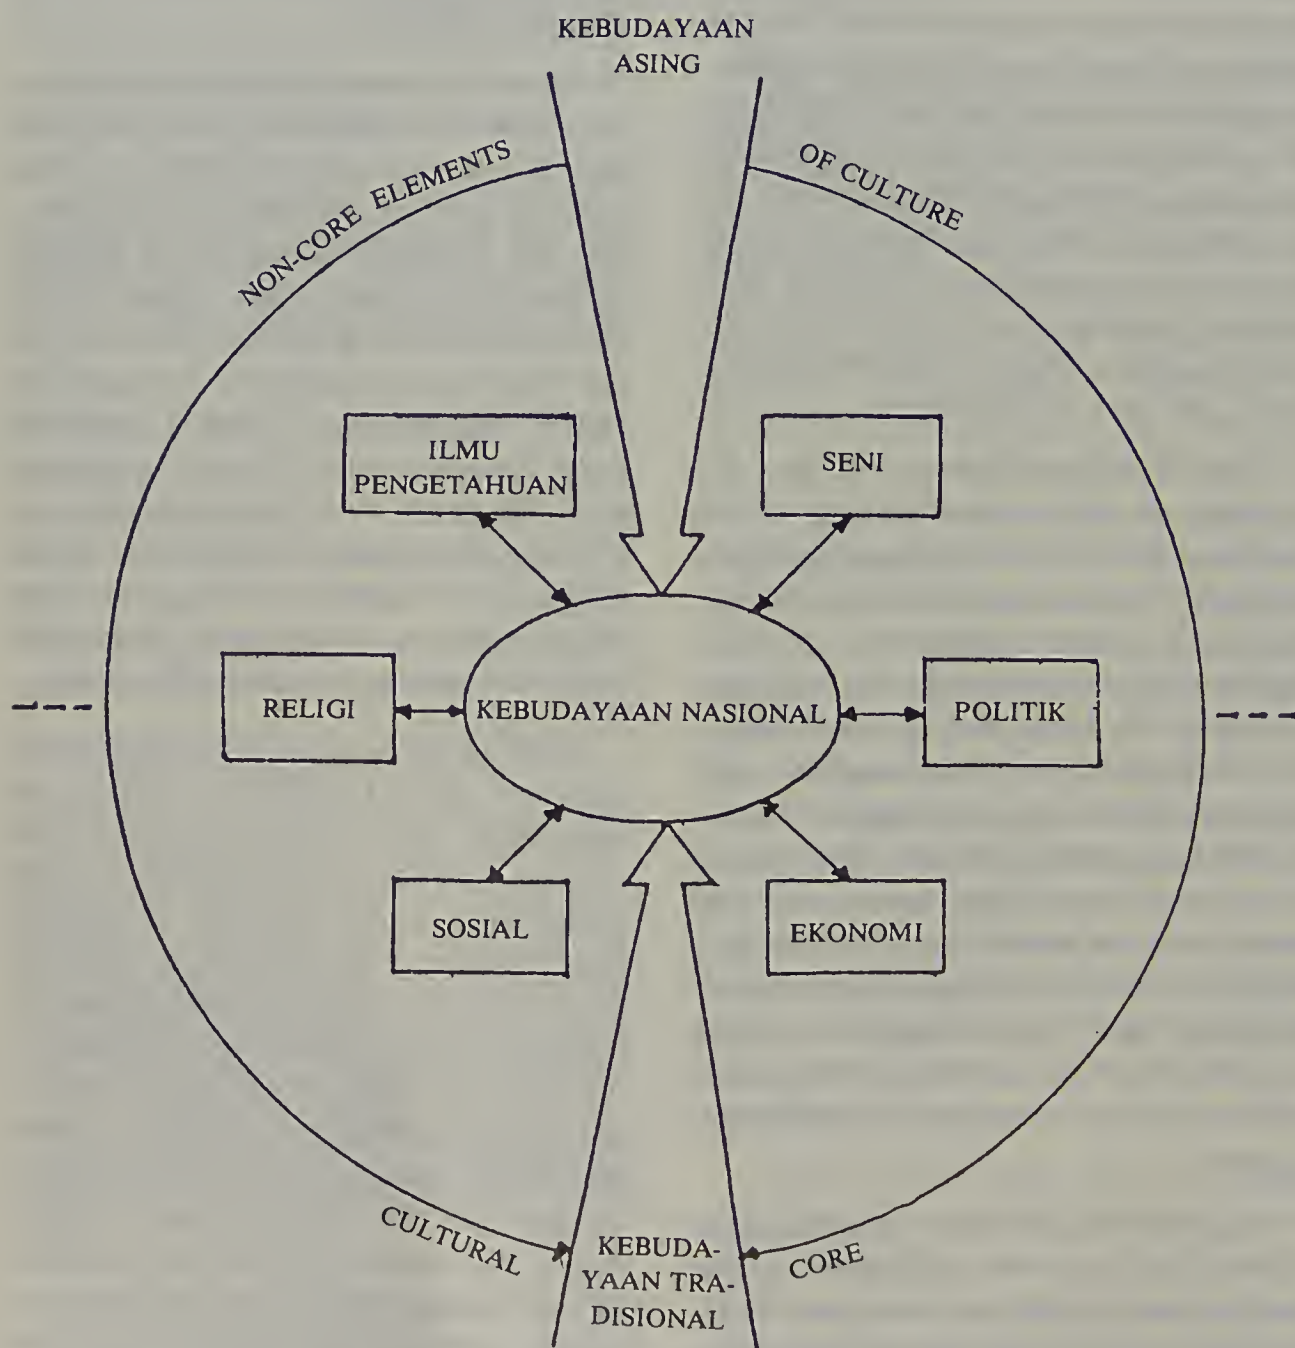 KEBUDAYAAN
ASING
NON-CORE ELEMENTS
OF CULTURE
ILMU
PENGETAHUAN
SENI
RELIGI
KEBUDAYAAN NASIONAL
POLITIK
SOSIAL
EKONOMI
CULTURAL
KEBUDA-
YAAN TRA-
DISIONAL
CORE